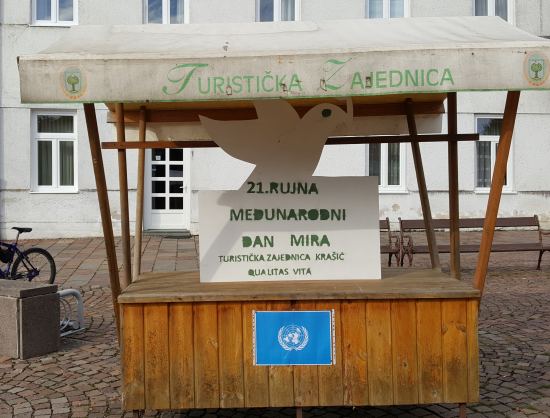 TURISTIČKA ZAJEDNICA
21.RUJNA
MEĐUNARODNI
DAN MIRA
TURISTIČKA ZAJEDNICA KRAŠIĆ
QUALITAS VITA